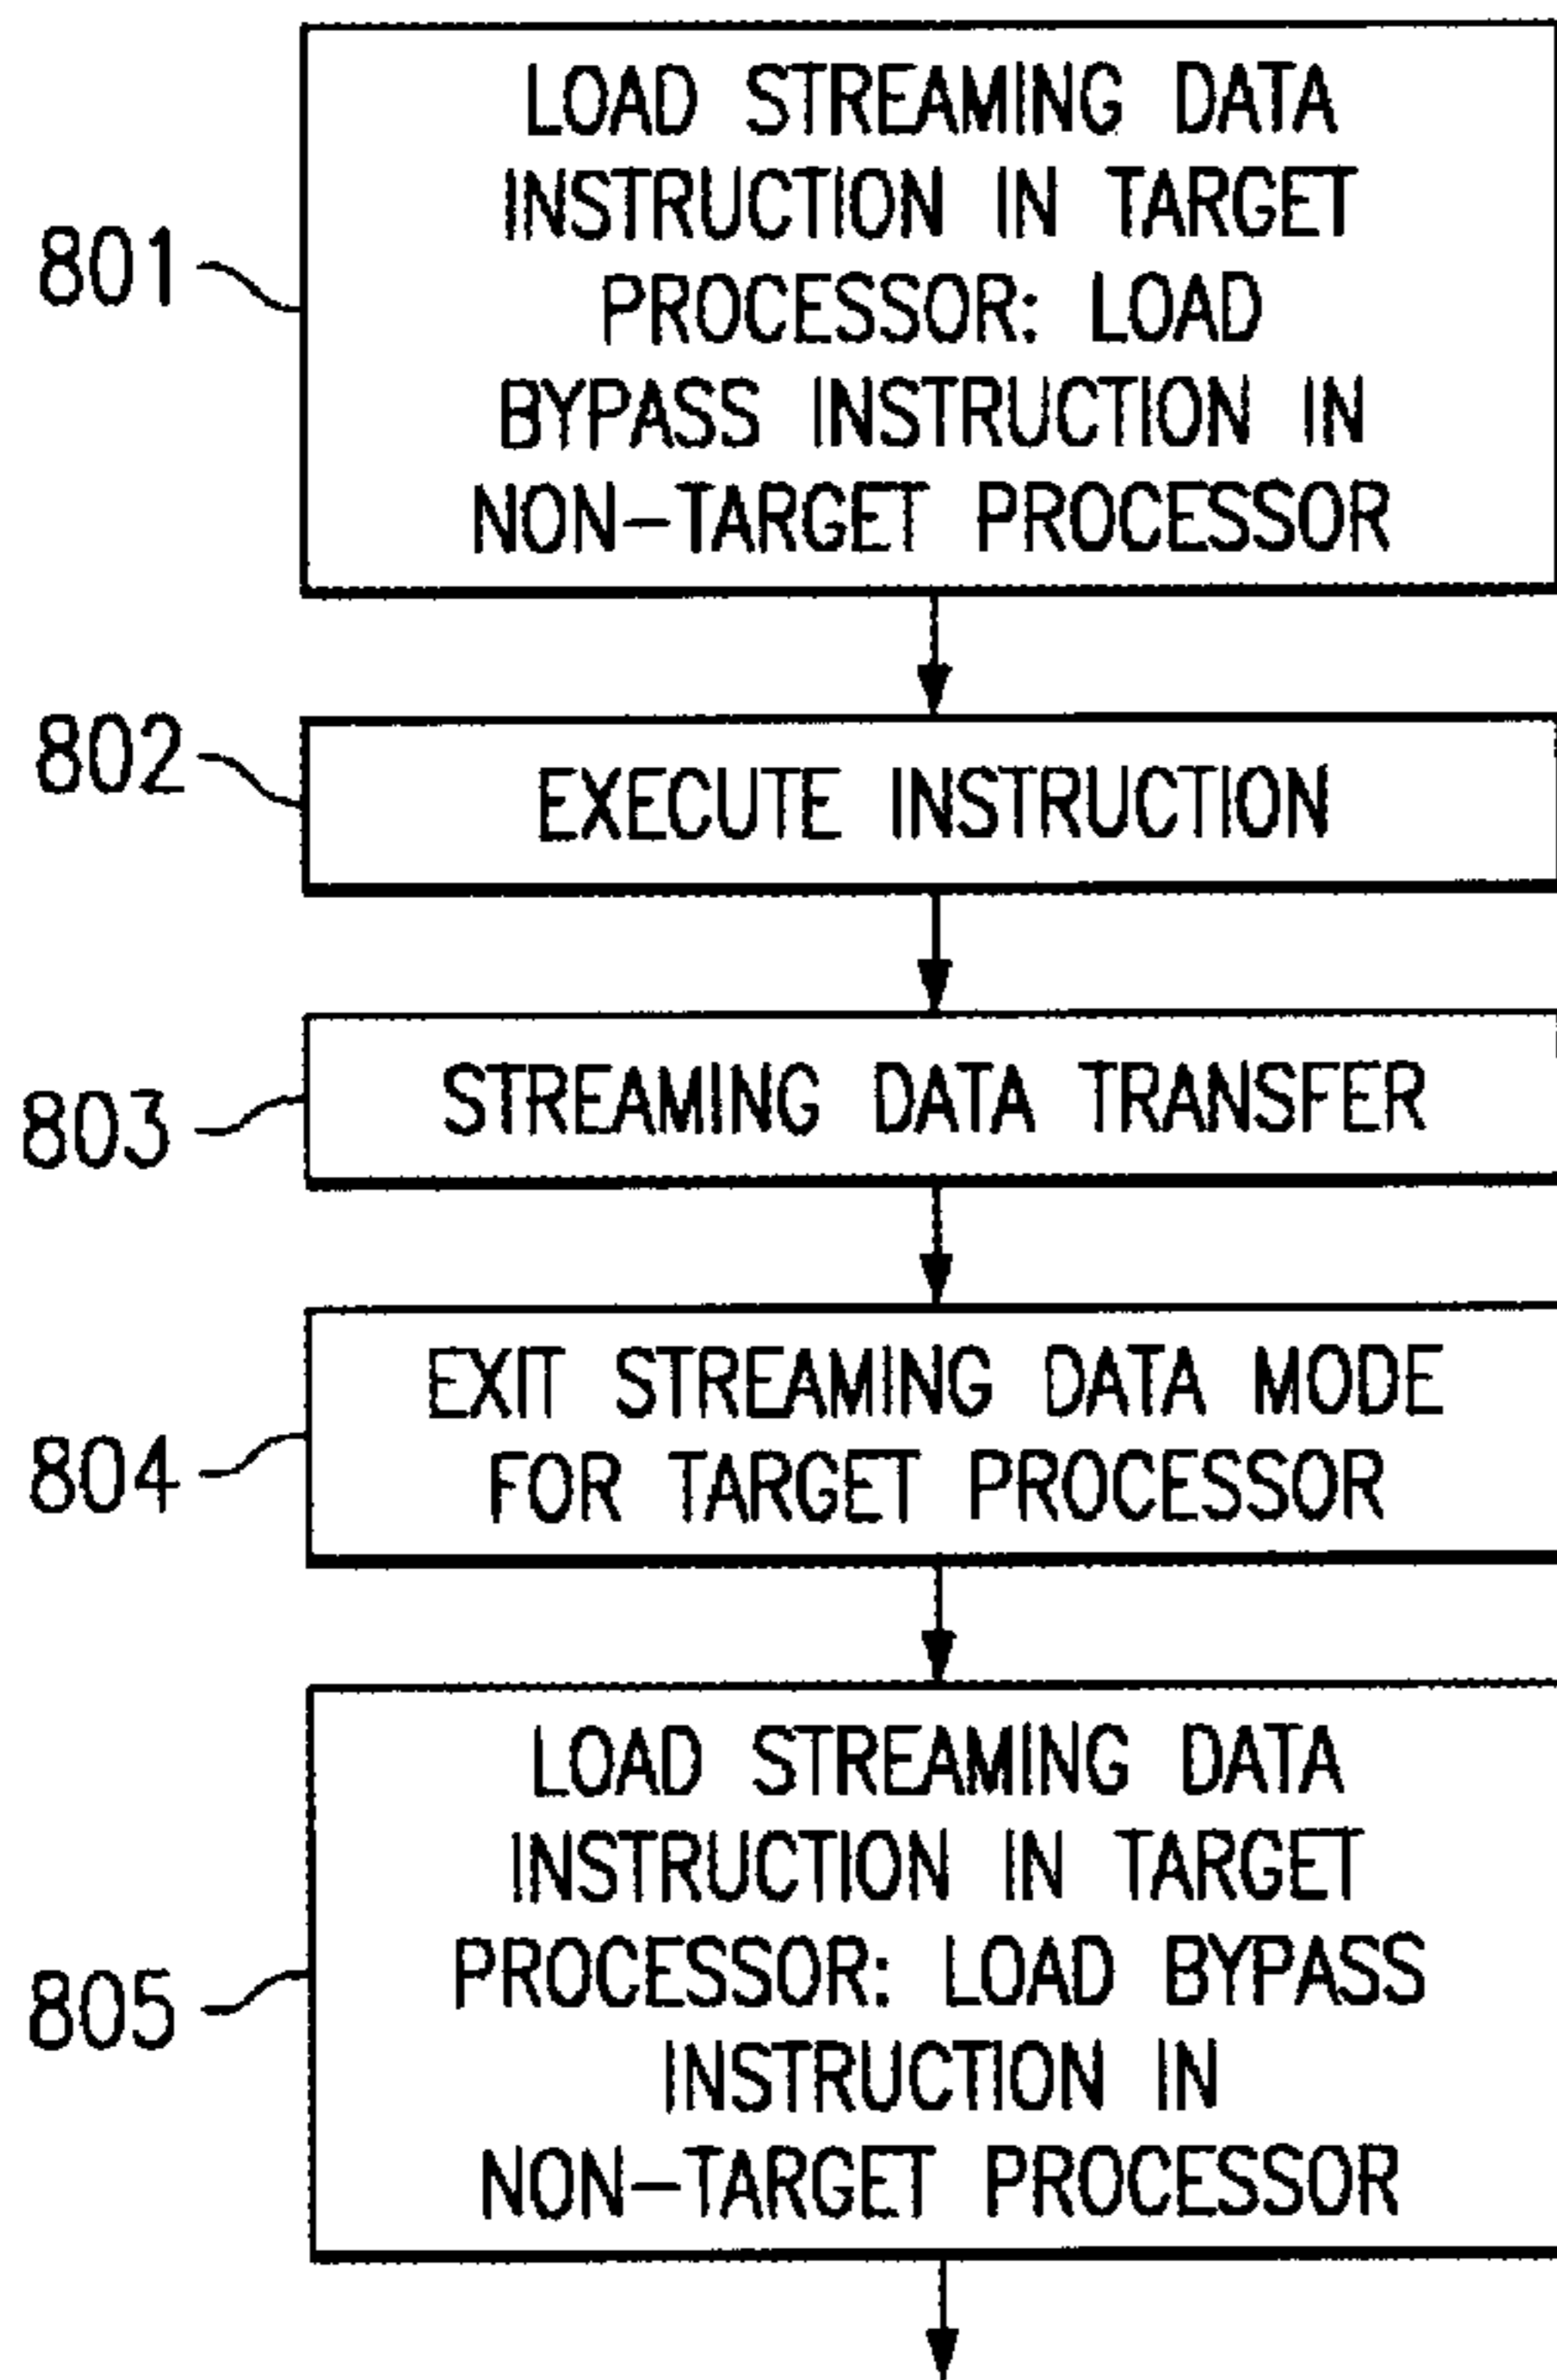 801
LOAD STREAMING DATA
INSTRUCTION IN TARGET
PROCESSOR: LOAD
BYPASS INSTRUCTION IN
NON-TARGET PROCESSOR
802
EXECUTE INSTRUCTION
803
STREAMING DATA TRANSFER
804
EXIT STREAMING DATA MODE
FOR TARGET PROCESSOR
805
LOAD STREAMING DATA
INSTRUCTION IN TARGET
PROCESSOR: LOAD BYPASS
INSTRUCTION IN
NON-TARGET PROCESSOR